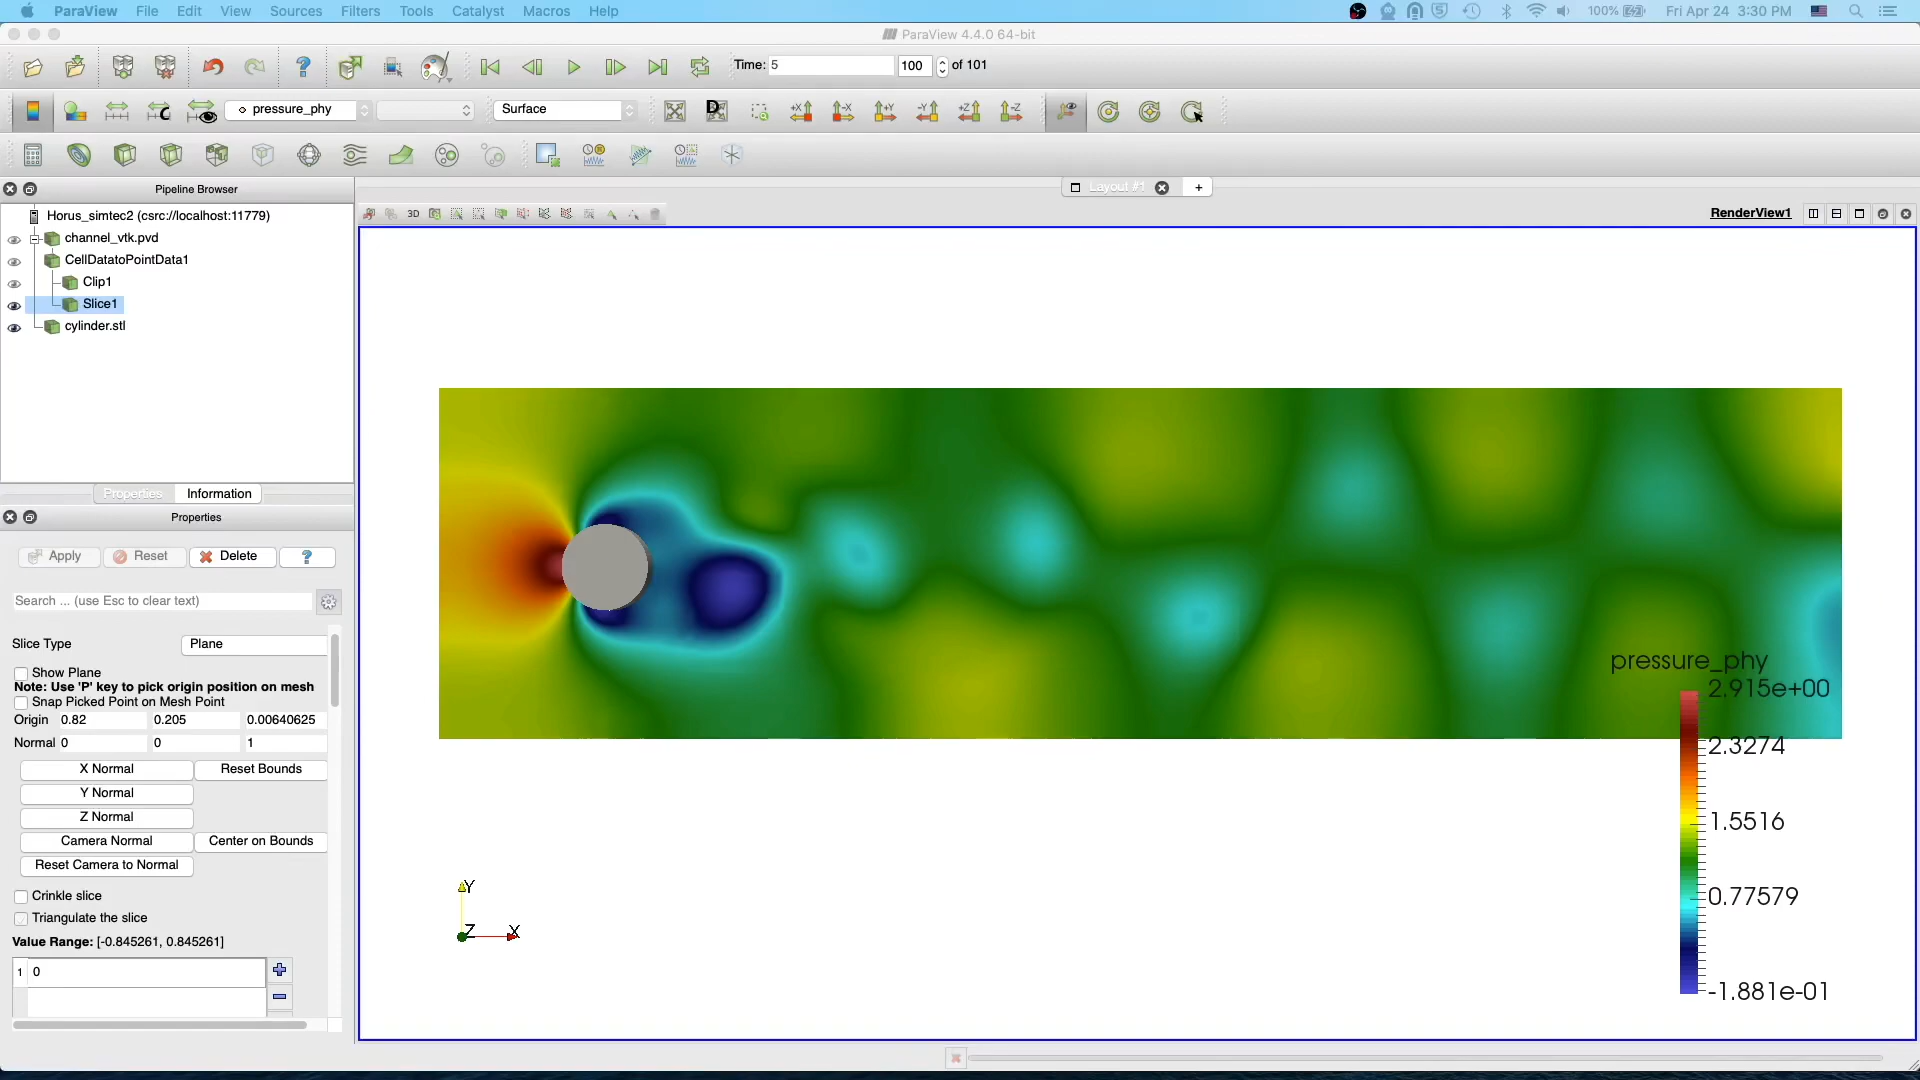 ParaView File Edit View Sources Filters Tools Catalyst Macros Help 100% Fri Apr 24 3:30 PM
ParaView 4.4.0 64-bit
Time: 5 100 of 101
pressure_phy Surface
Pipeline Browser
Layout #1
3D
RenderView1
Horus_simtec2 (csrc://localhost:11779)
channel_vtk.pvd
CellDatatoPointData1
Clip1
Slice1
cylinder.stl
Properties Information
Properties
Apply Reset Delete ?
Search ... (use Esc to clear text)
Slice Type Plane
Show Plane
Note: Use 'P' key to pick origin position on mesh
Snap Picked Point on Mesh Point
Origin 0.82 0.205 0.00640625
Normal 0 0 1
X Normal Reset Bounds
Y Normal
Z Normal
Camera Normal Center on Bounds
Reset Camera to Normal
Crinkle slice
Triangulate the slice
Value Range: [-0.845261, 0.845261]
1 0
pressure_phy
2.915e+00
2.3274
1.5516
0.77579
-1.881e-01
Y
Z X